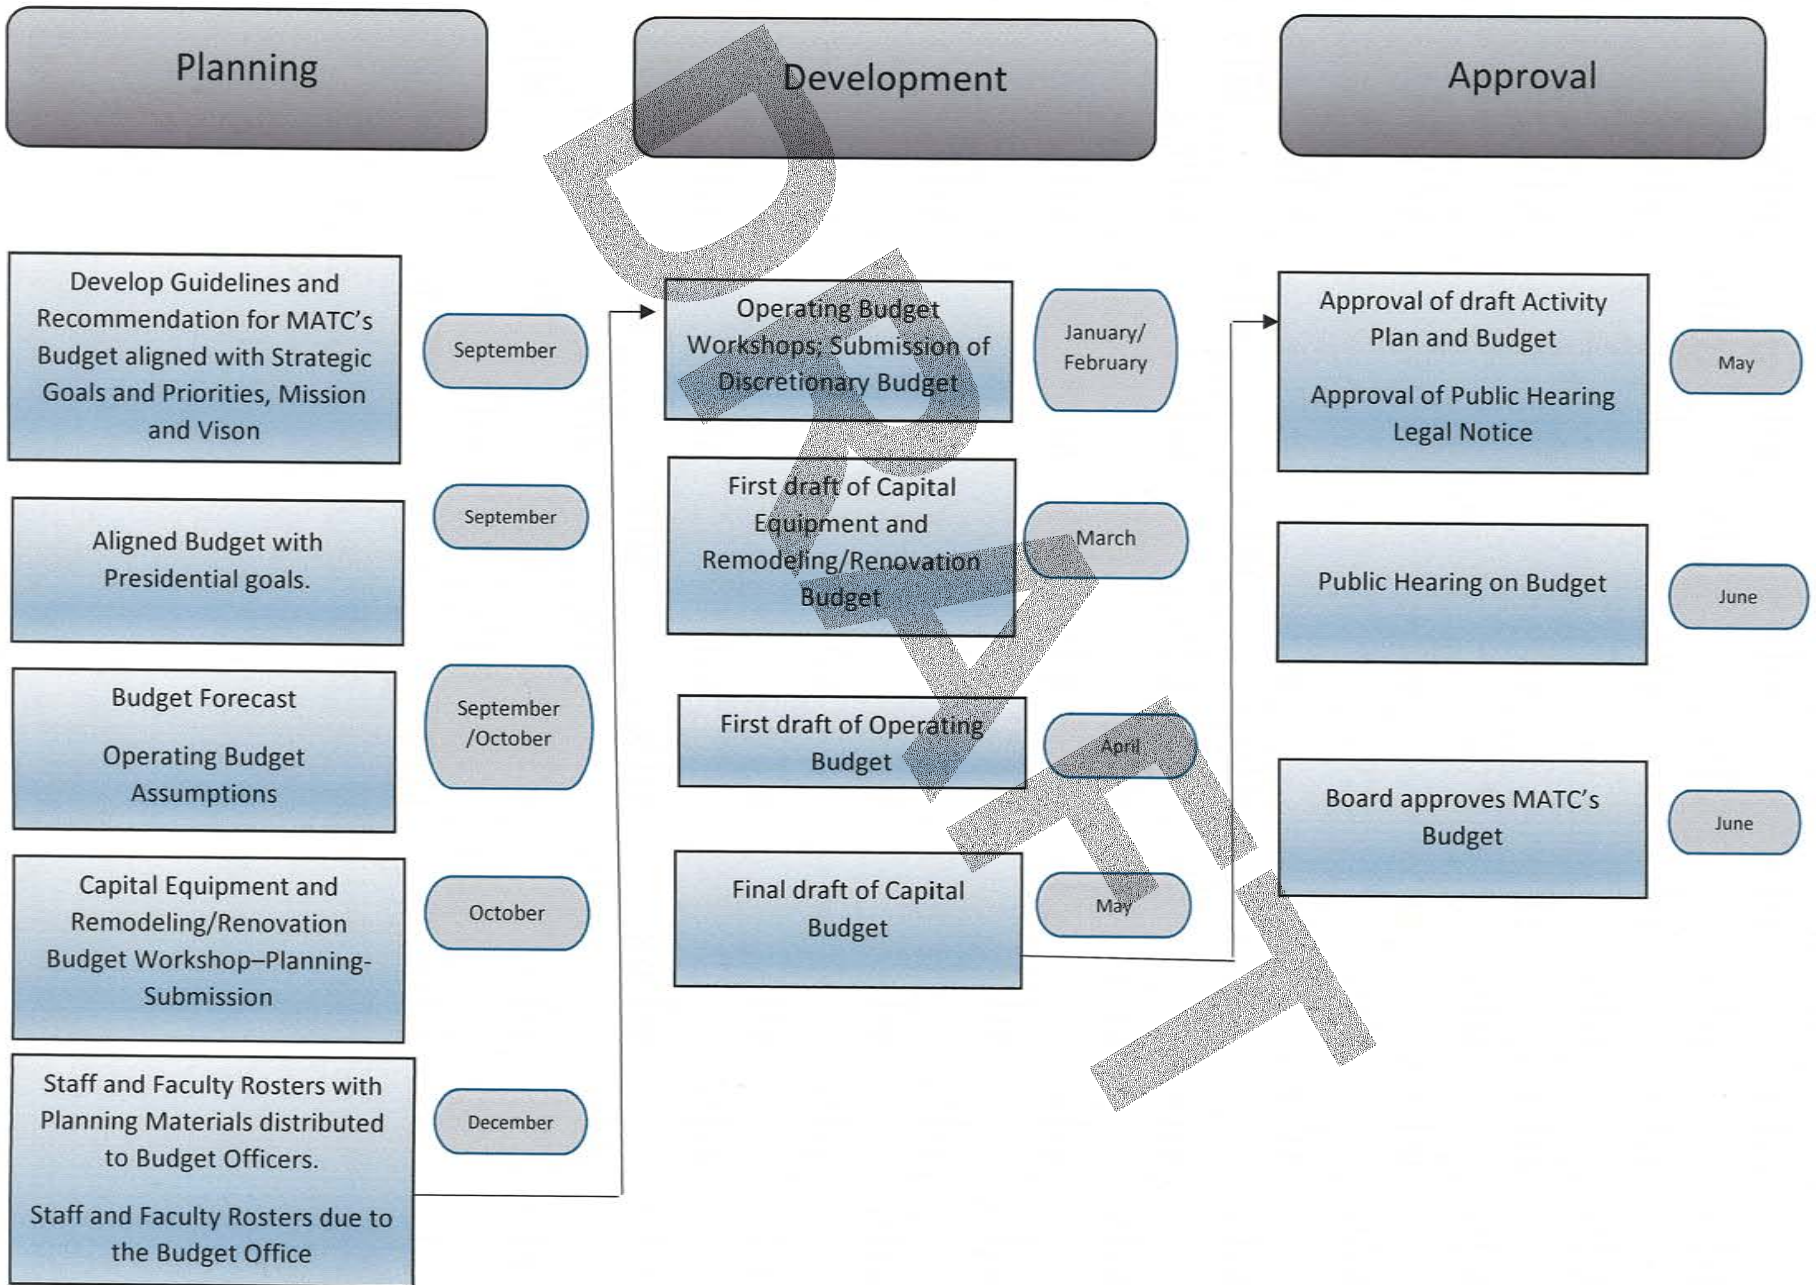 Planning
Develop Guidelines and
Recommendation for MATC's
Budget aligned with Strategic
Goals and Priorities, Mission
and Vison
September
Aligned Budget with
Presidential goals.
September
Budget Forecast
Operating Budget
Assumptions
September
/October
Capital Equipment and
Remodeling/Renovation
Budget Workshop–Planning-
Submission
October
Staff and Faculty Rosters with
Planning Materials distributed
to Budget Officers.
Staff and Faculty Rosters due to
the Budget Office
December
Development
Operating Budget
Workshops; Submission of
Discretionary Budget
January/
February
First draft of Capital
Equipment and
Remodeling/Renovation
Budget
March
First draft of Operating
Budget
April
Final draft of Capital
Budget
May
Approval
Approval of draft Activity
Plan and Budget
Approval of Public Hearing
Legal Notice
May
Public Hearing on Budget
June
Board approves MATC's
Budget
June
DRAFT